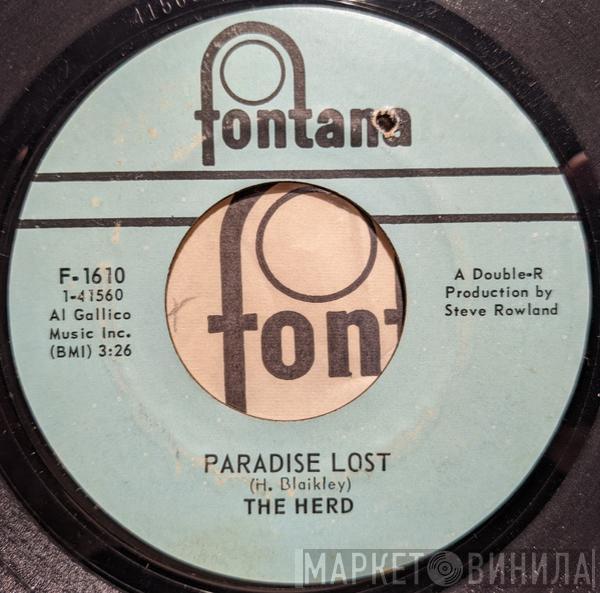 fontana
F-1610
1-41560
Al Gallico
Music Inc.
(BMI) 3:26
A Double-R
Production by
Steve Rowland
fon
PARADISE LOST
(H. Blaikley)
THE HERD
МАРКЕТ ВИНИЛА